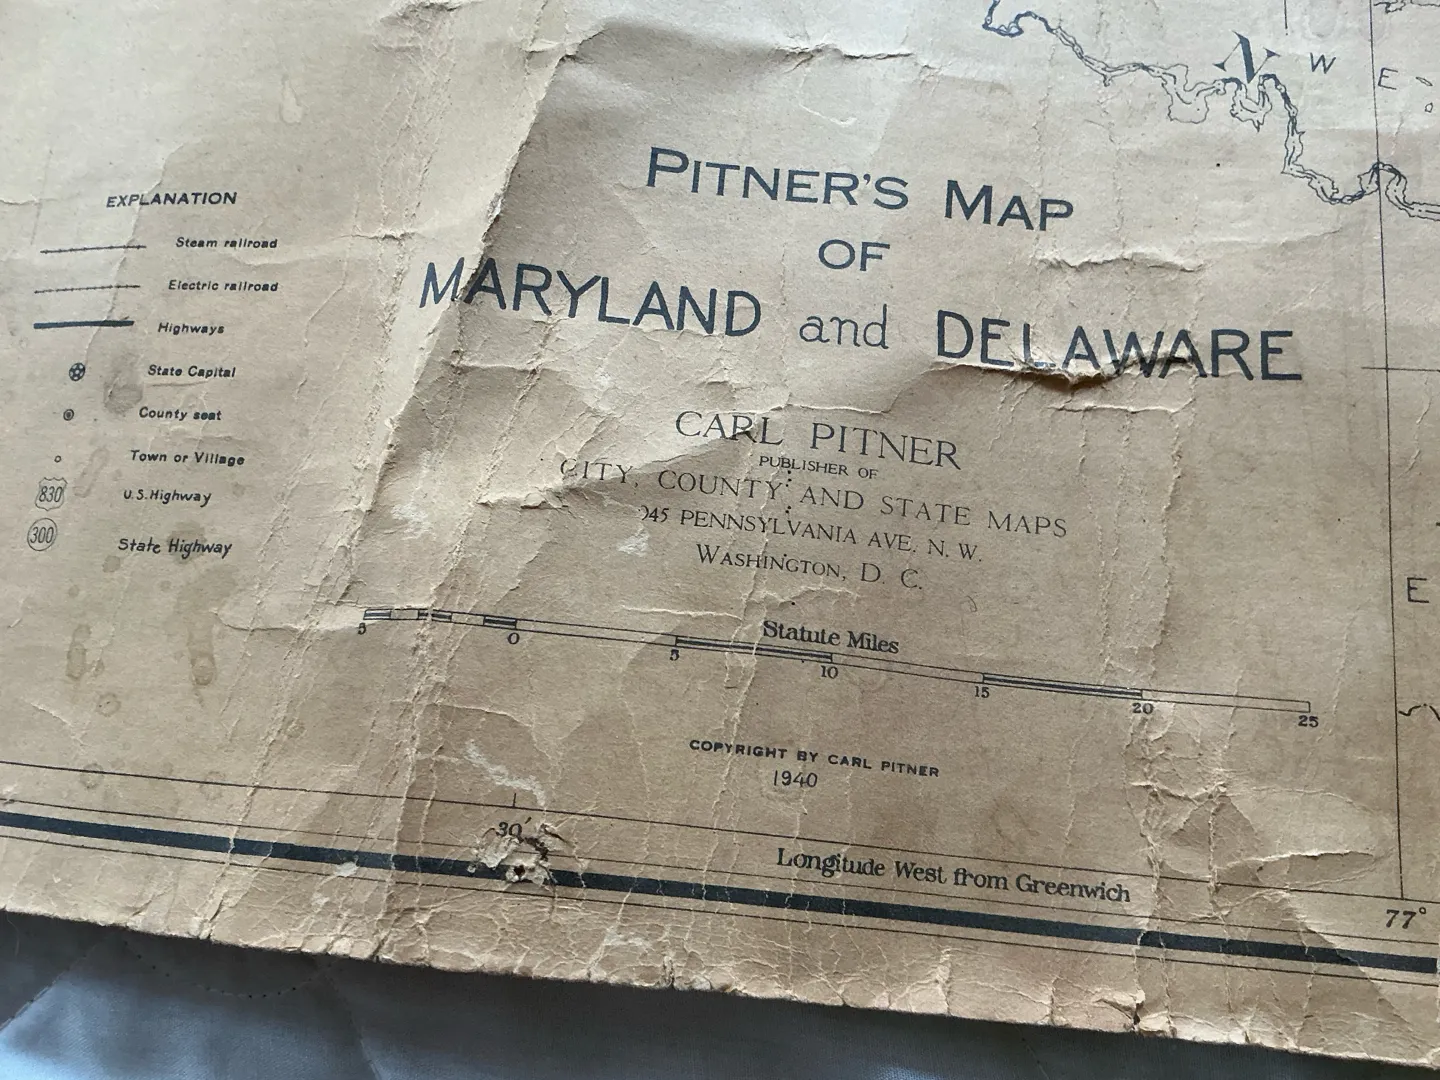 N
W
E
PITNER'S MAP
OF
MARYLAND and DELAWARE
CARL PITNER
PUBLISHER OF
CITY, COUNTY AND STATE MAPS
945 PENNSYLVANIA AVE. N. W.
WASHINGTON, D. C.
EXPLANATION
Steam railroad
Electric railroad
Highways
State Capital
County seat
Town or Village
830 U.S. Highway
300 State Highway
E
Statute Miles
5 0 5 10 15 20 25
COPYRIGHT BY CARL PITNER
1940
30'
Longitude West from Greenwich
77°